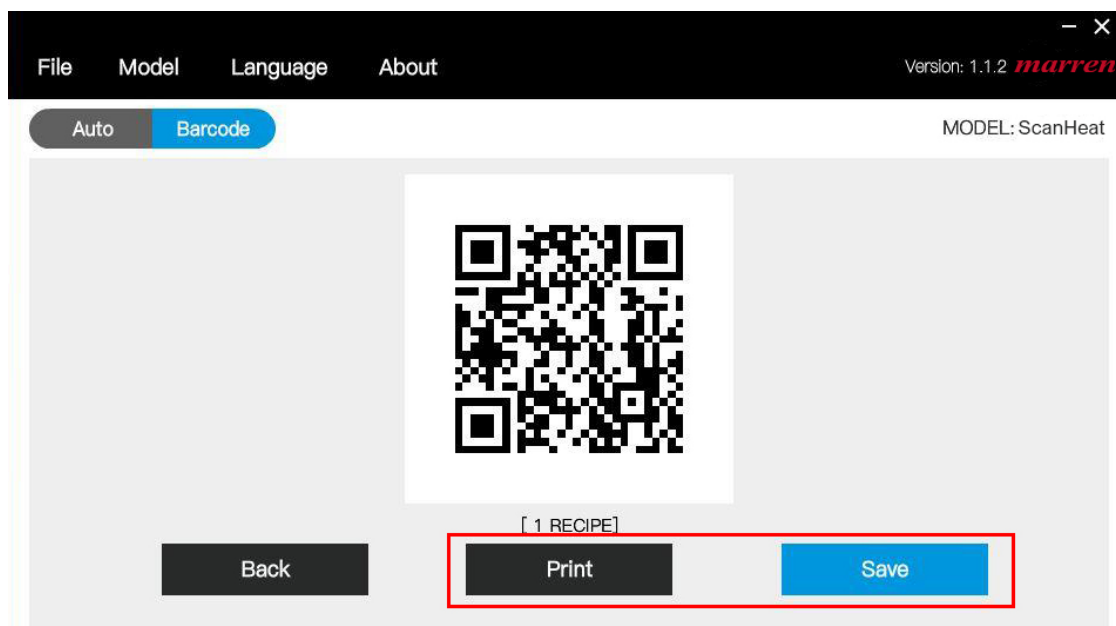 File Model Language About
Version: 1.1.2 marren
Auto Barcode
MODEL: ScanHeat
[ 1 RECIPE]
Back Print Save